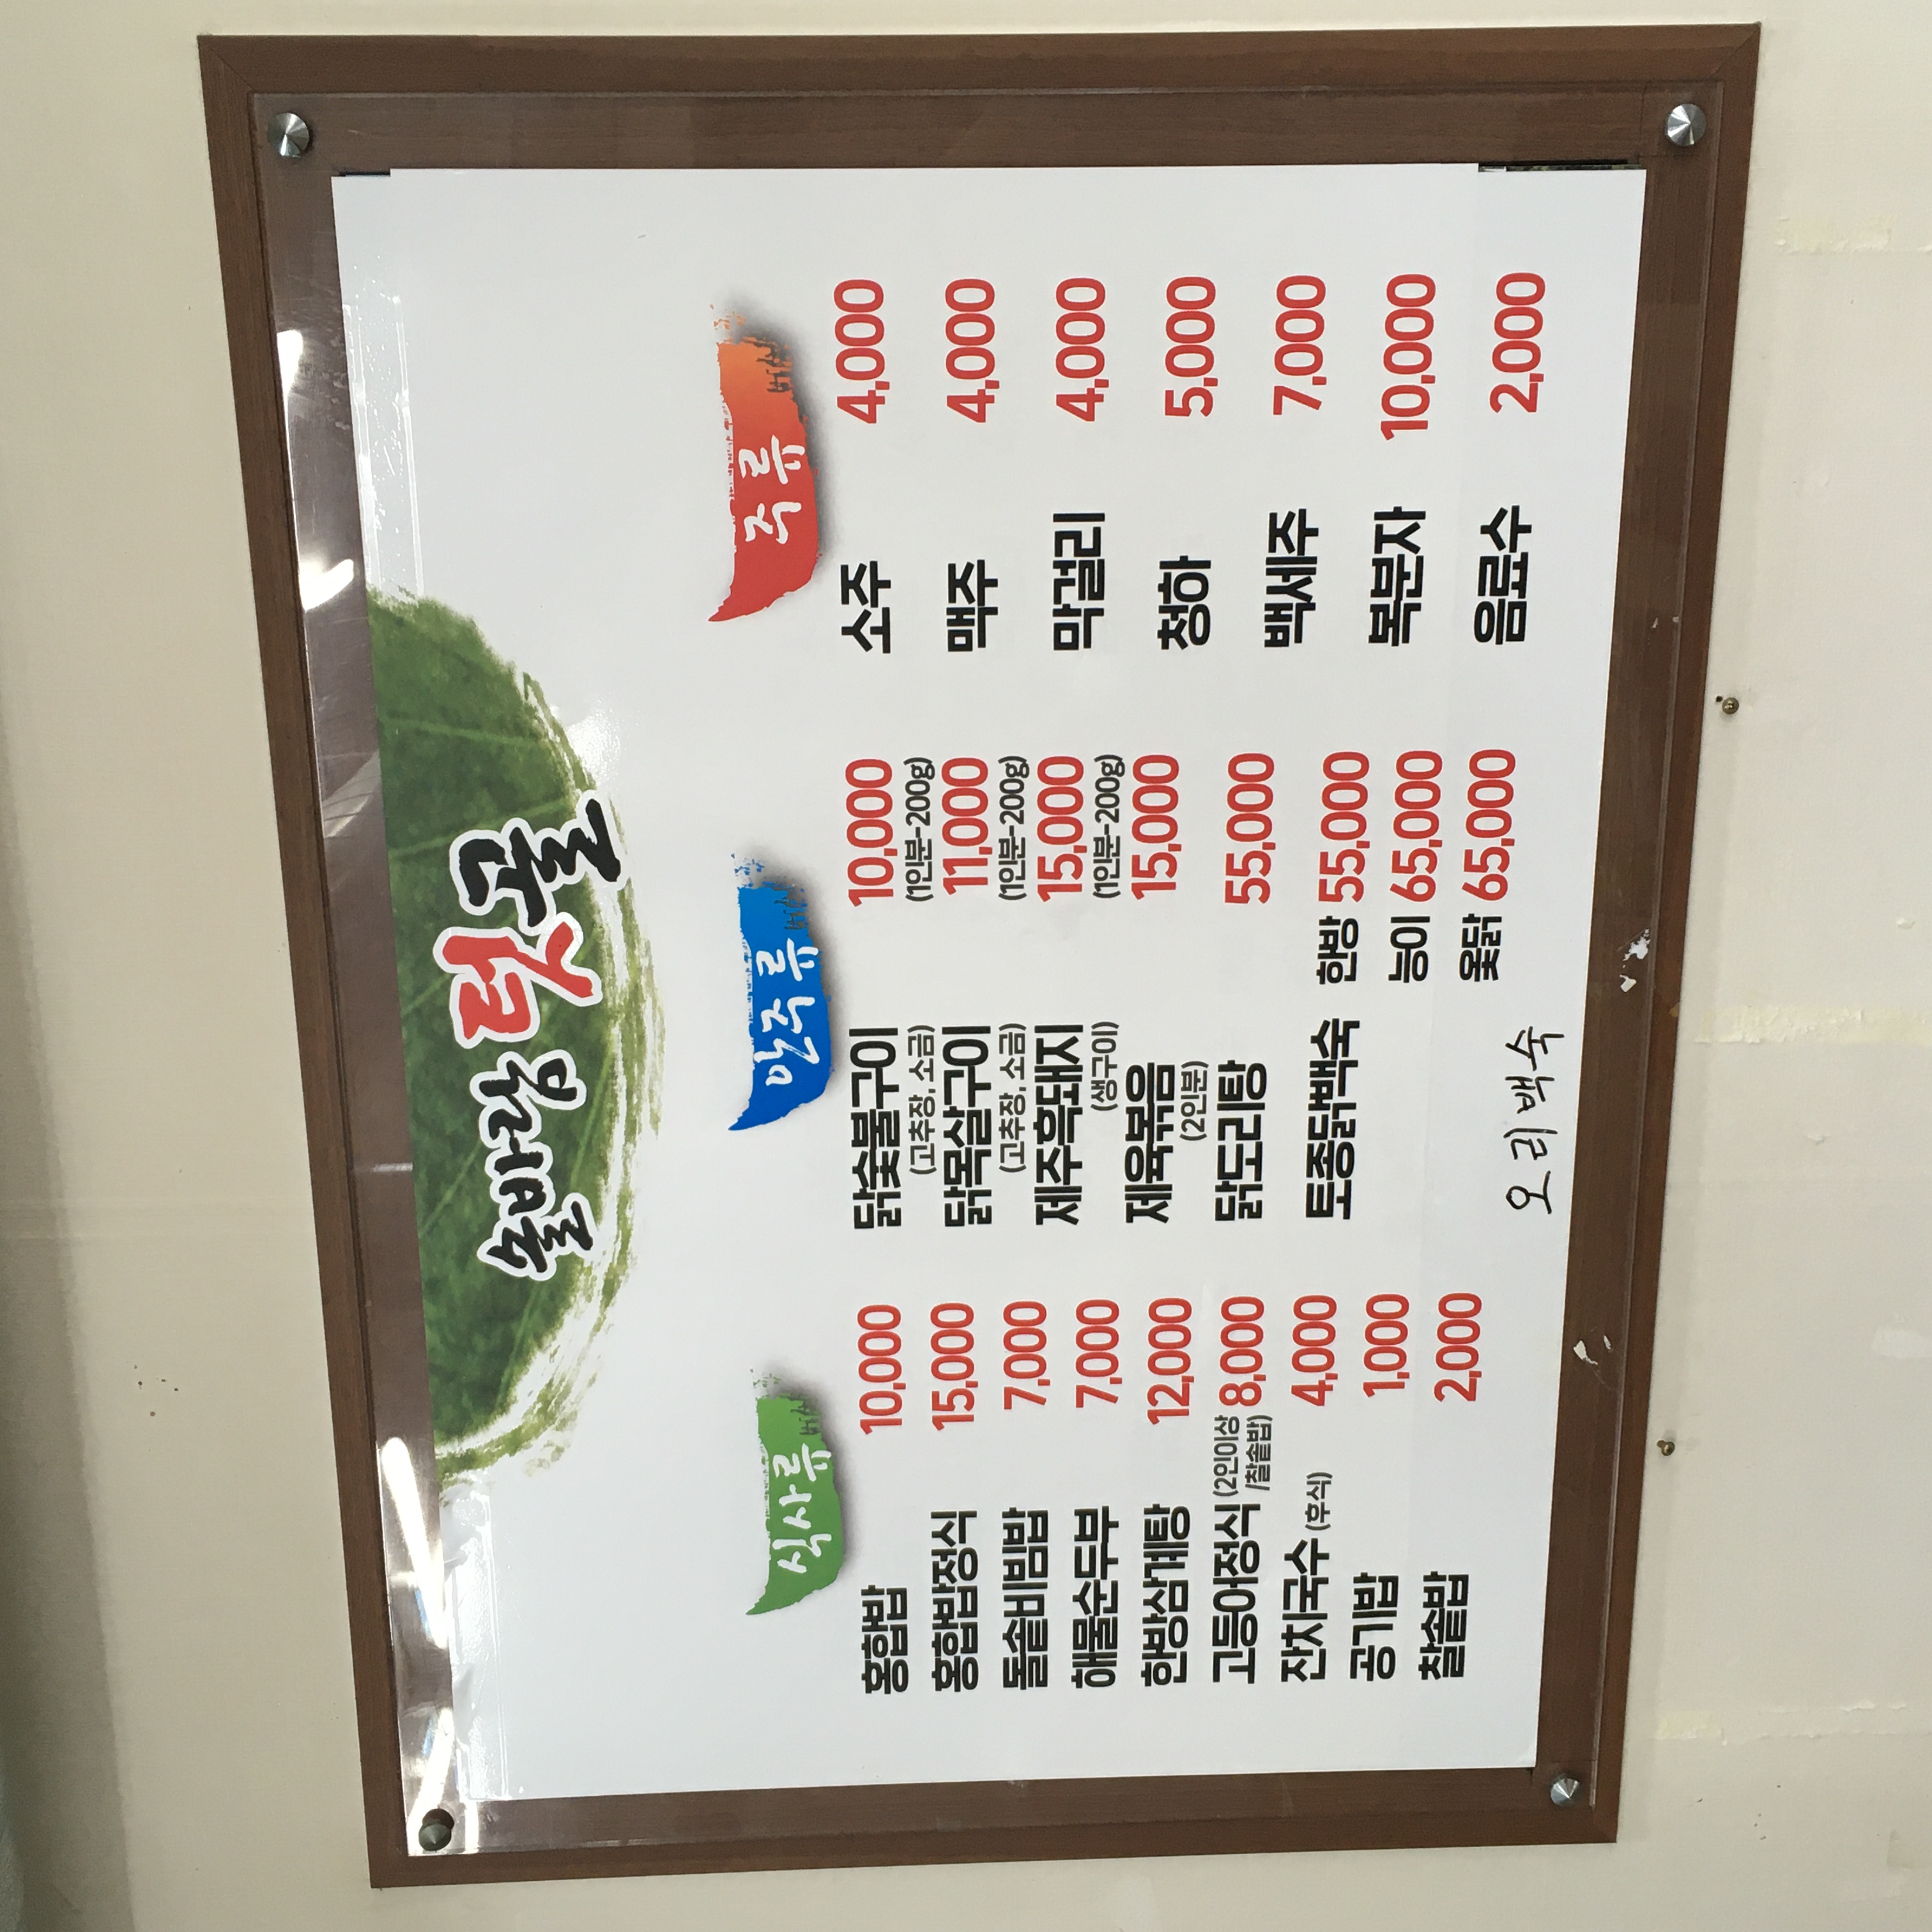 솔바람
식사류
홍합밥 10,000
홍합밥정식 15,000
돌솥비빔밥 7,000
해물순두부 7,000
한방삼계탕 12,000
고등어정식 (2인이상/찰솥밥) 8,000
잔치국수 (후식) 4,000
공기밥 1,000
찰솥밥 2,000
안주류
닭숯불구이 10,000
(고추장, 소금) (1인분-200g)
닭목살구이 11,000
(고추장, 소금) (1인분-200g)
제주흑돼지 15,000
(생구이) (1인분-200g)
제육볶음 15,000
(2인분)
닭도리탕 55,000
토종닭백숙 한방 55,000
능이 65,000
옻닭 65,000
오리백숙
주류
소주 4,000
맥주 4,000
막걸리 4,000
청하 5,000
백세주 7,000
복분자 10,000
음료수 2,000